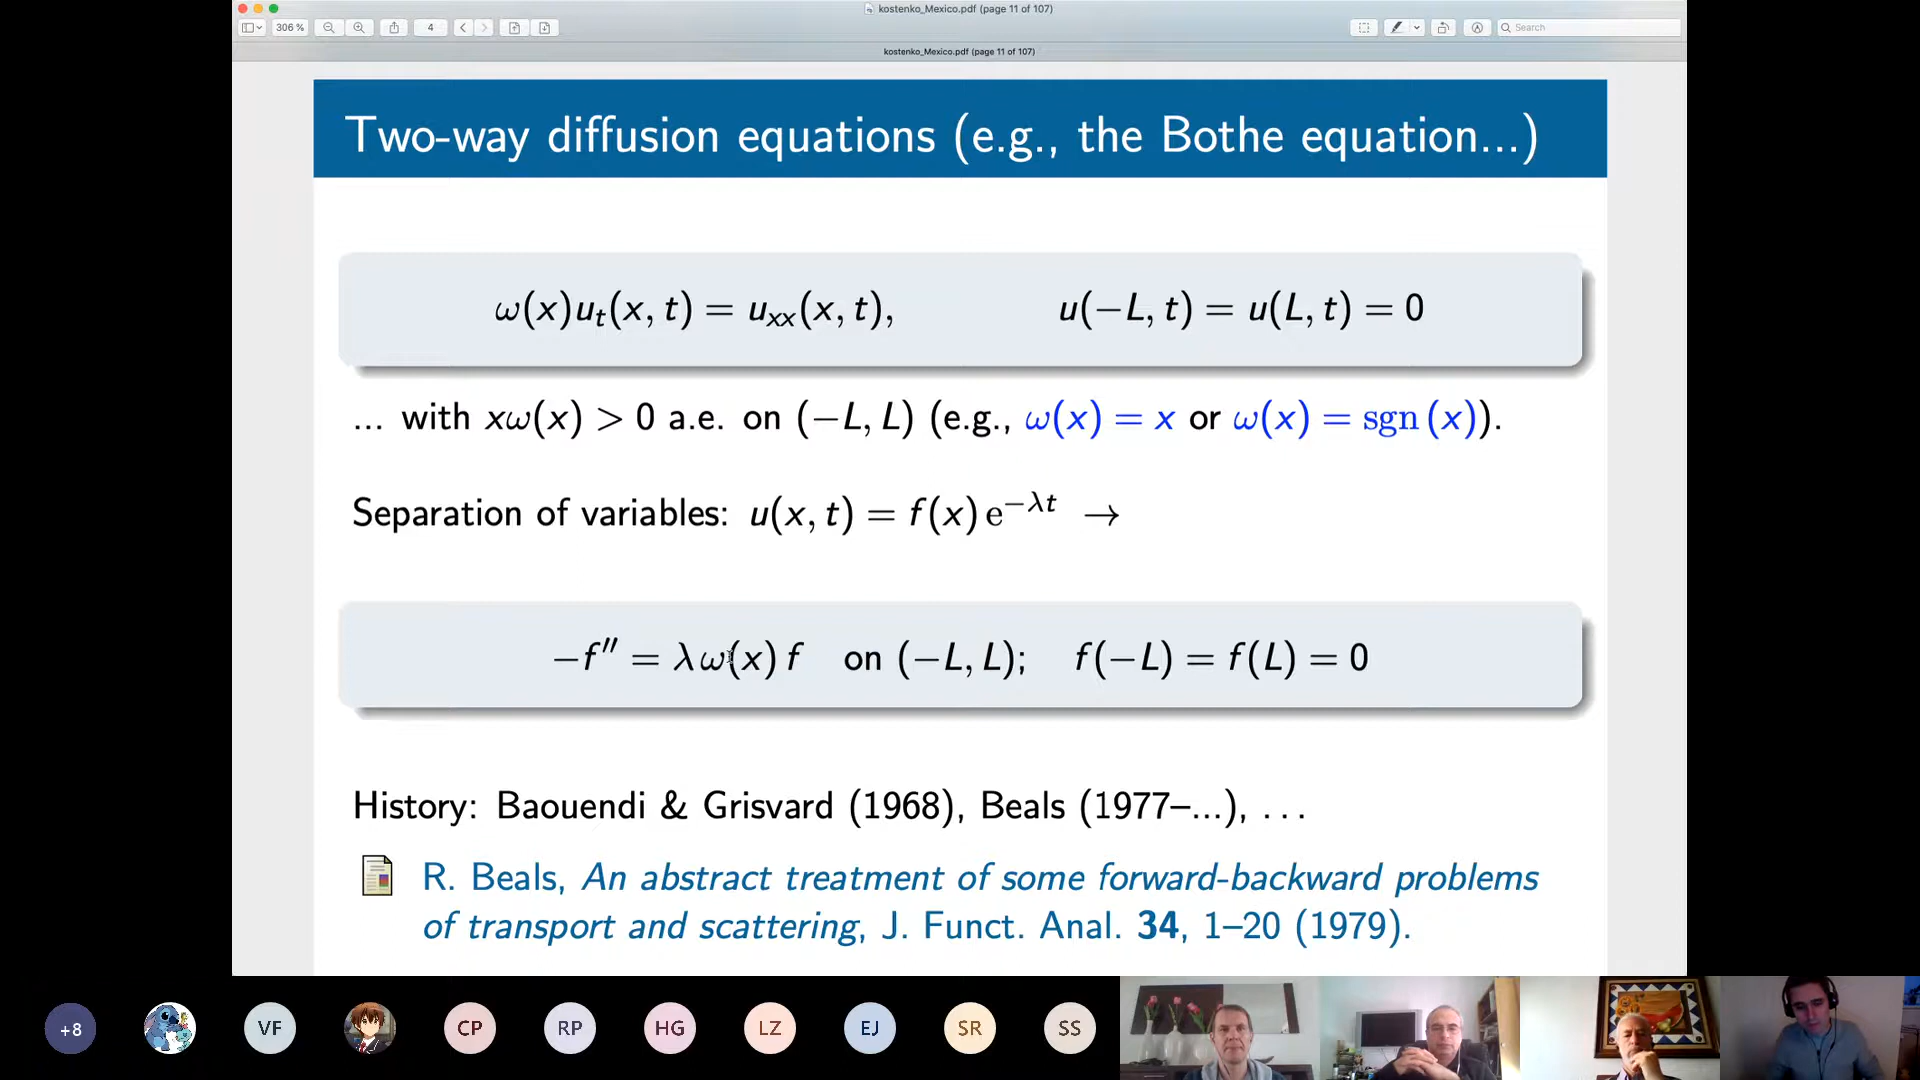 kostenko_Mexico.pdf (page 11 of 107)
306 %
4
Search
kostenko_Mexico.pdf (page 11 of 107)
Two-way diffusion equations (e.g., the Bothe equation...)
ω(x)uₜ(x, t) = uₓₓ(x, t), u(−L, t) = u(L, t) = 0
... with xω(x) > 0 a.e. on (−L, L) (e.g., ω(x) = x or ω(x) = sgn (x)).
Separation of variables: u(x, t) = f(x) e^{−λt} →
−f″ = λω(x) f on (−L, L); f(−L) = f(L) = 0
History: Baouendi & Grisvard (1968), Beals (1977–...), . . .
R. Beals, An abstract treatment of some forward-backward problems
of transport and scattering, J. Funct. Anal. 34, 1–20 (1979).
+8 VF CP RP HG LZ EJ SR SS